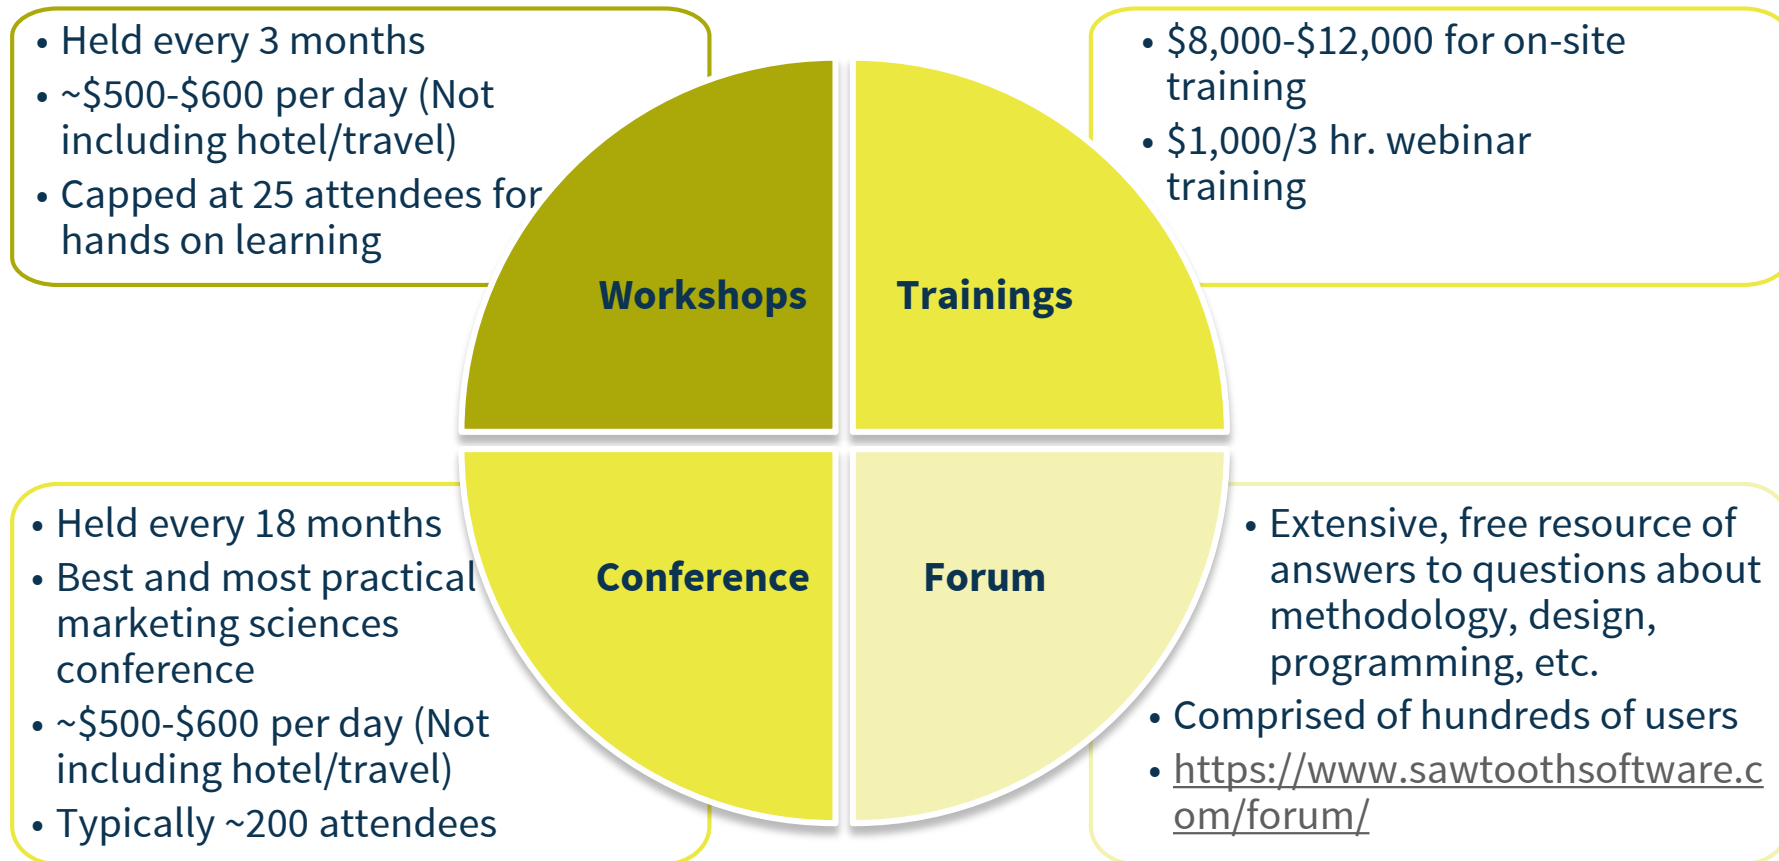 • Held every 3 months
• ~$500-$600 per day (Not
including hotel/travel)
• Capped at 25 attendees for
hands on learning
Workshops
• $8,000-$12,000 for on-site
training
• $1,000/3 hr. webinar
training
Trainings
• Held every 18 months
• Best and most practical
marketing sciences
conference
• ~$500-$600 per day (Not
including hotel/travel)
• Typically ~200 attendees
Conference
Forum
• Extensive, free resource of
answers to questions about
methodology, design,
programming, etc.
• Comprised of hundreds of users
• https://www.sawtoothsoftware.c
om/forum/